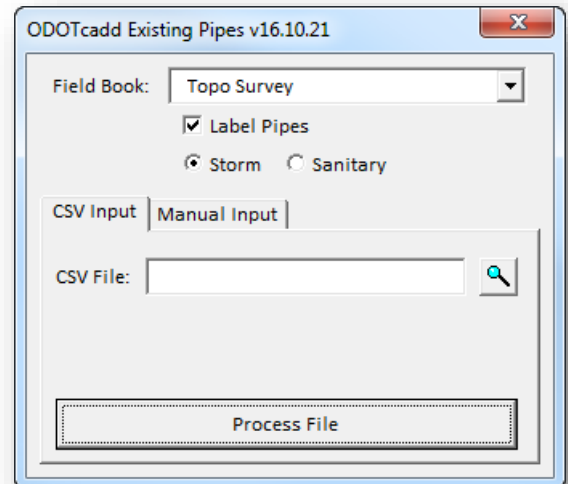 ODOTcadd Existing Pipes v16.10.21
Field Book: Topo Survey
Label Pipes
Storm Sanitary
CSV Input Manual Input
CSV File:
Process File